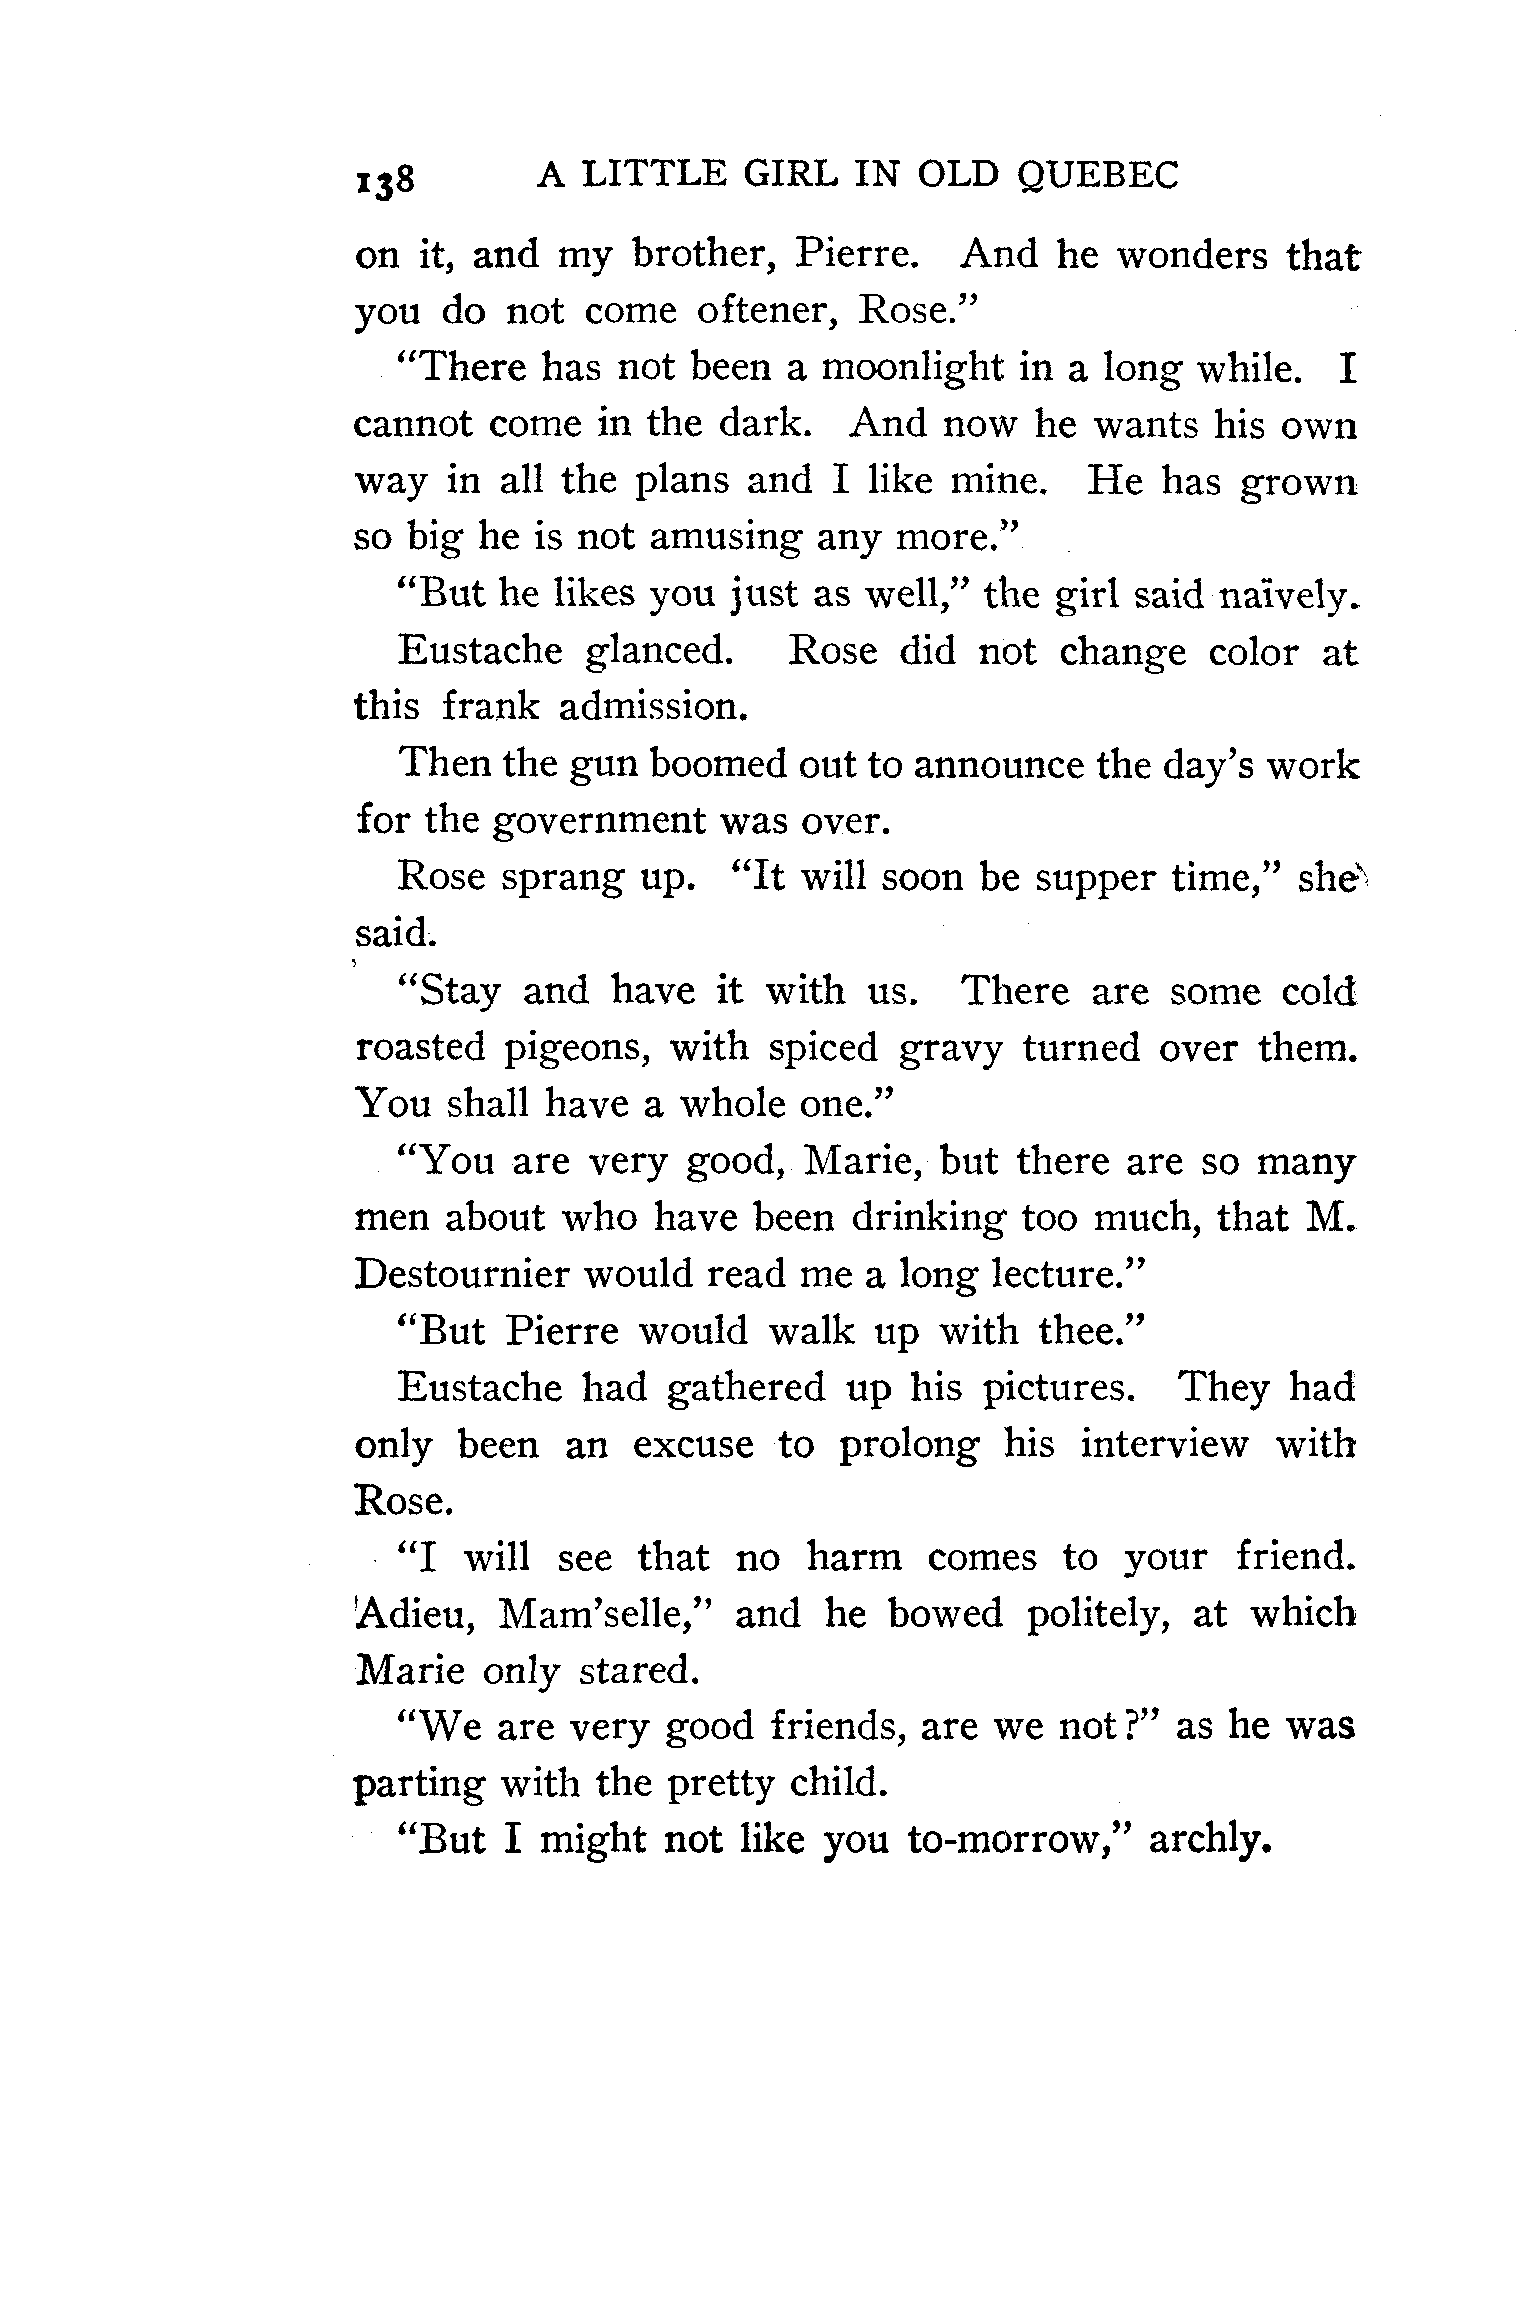 138 A LITTLE GIRL IN OLD QUEBEC
on it, and my brother, Pierre. And he wonders that
you do not come oftener, Rose.”
“There has not been a moonlight in a long while. I
cannot come in the dark. And now he wants his own
way in all the plans and I like mine. He has grown
so big he is not amusing any more.”
“But he likes you just as well,” the girl said naïvely.
Eustache glanced. Rose did not change color at
this frank admission.
Then the gun boomed out to announce the day’s work
for the government was over.
Rose sprang up. “It will soon be supper time,” she
said.
“Stay and have it with us. There are some cold
roasted pigeons, with spiced gravy turned over them.
You shall have a whole one.”
“You are very good, Marie, but there are so many
men about who have been drinking too much, that M.
Destournier would read me a long lecture.”
“But Pierre would walk up with thee.”
Eustache had gathered up his pictures. They had
only been an excuse to prolong his interview with
Rose.
“I will see that no harm comes to your friend.
Adieu, Mam’selle,” and he bowed politely, at which
Marie only stared.
“We are very good friends, are we not?” as he was
parting with the pretty child.
“But I might not like you to-morrow,” archly.